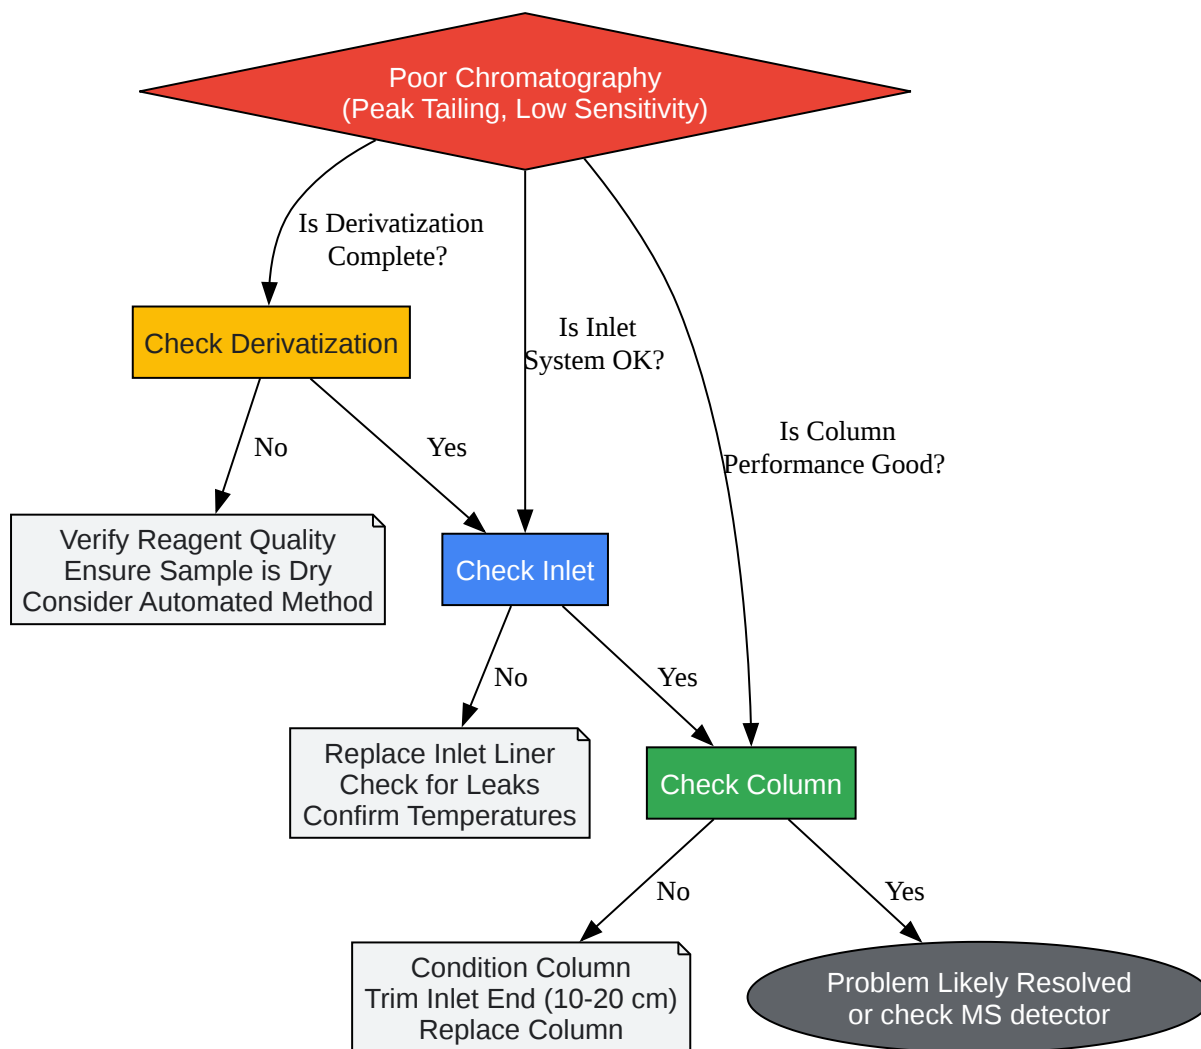 Poor Chromatography
(Peak Tailing, Low Sensitivity)
Is Derivatization
Complete?
Check Derivatization
Is Inlet
System OK?
Is Column
Performance Good?
No
Yes
Verify Reagent Quality
Ensure Sample is Dry
Consider Automated Method
Check Inlet
No
Yes
Replace Inlet Liner
Check for Leaks
Confirm Temperatures
Check Column
No
Yes
Condition Column
Trim Inlet End (10-20 cm)
Replace Column
Problem Likely Resolved
or check MS detector